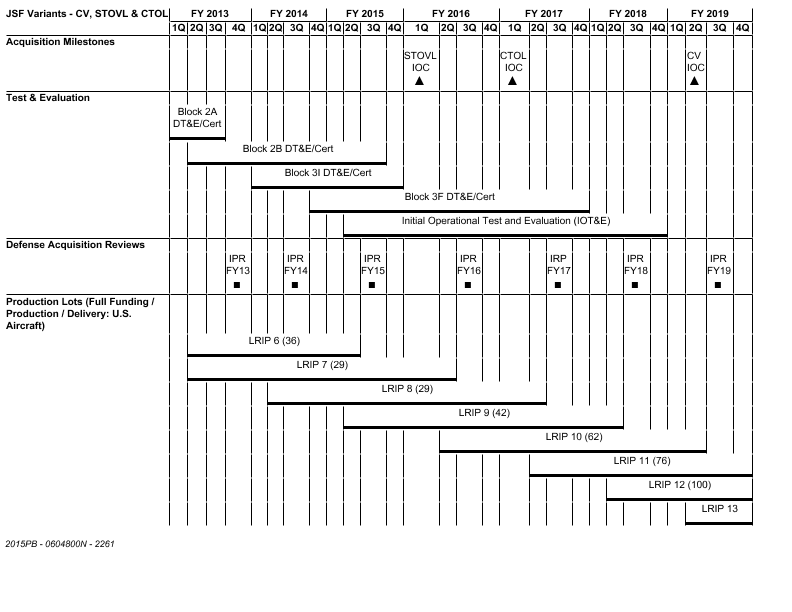 JSF Variants - CV, STOVL & CTOL FY 2013 FY 2014 FY 2015 FY 2016 FY 2017 FY 2018 FY 2019
1Q 2Q 3Q 4Q 1Q 2Q 3Q 4Q 1Q 2Q 3Q 4Q 1Q 2Q 3Q 4Q 1Q 2Q 3Q 4Q 1Q 2Q 3Q 4Q 1Q 2Q 3Q 4Q
Acquisition Milestones
STOVL CTOL CV
IOC IOC IOC
Test & Evaluation
Block 2A
DT&E/Cert
Block 2B DT&E/Cert
Block 3I DT&E/Cert
Block 3F DT&E/Cert
Initial Operational Test and Evaluation (IOT&E)
Defense Acquisition Reviews
IPR IPR IPR IPR IRP IPR IPR
FY13 FY14 FY15 FY16 FY17 FY18 FY19
Production Lots (Full Funding /
Production / Delivery: U.S.
Aircraft)
LRIP 6 (36)
LRIP 7 (29)
LRIP 8 (29)
LRIP 9 (42)
LRIP 10 (62)
LRIP 11 (76)
LRIP 12 (100)
LRIP 13
2015PB - 0604800N - 2261